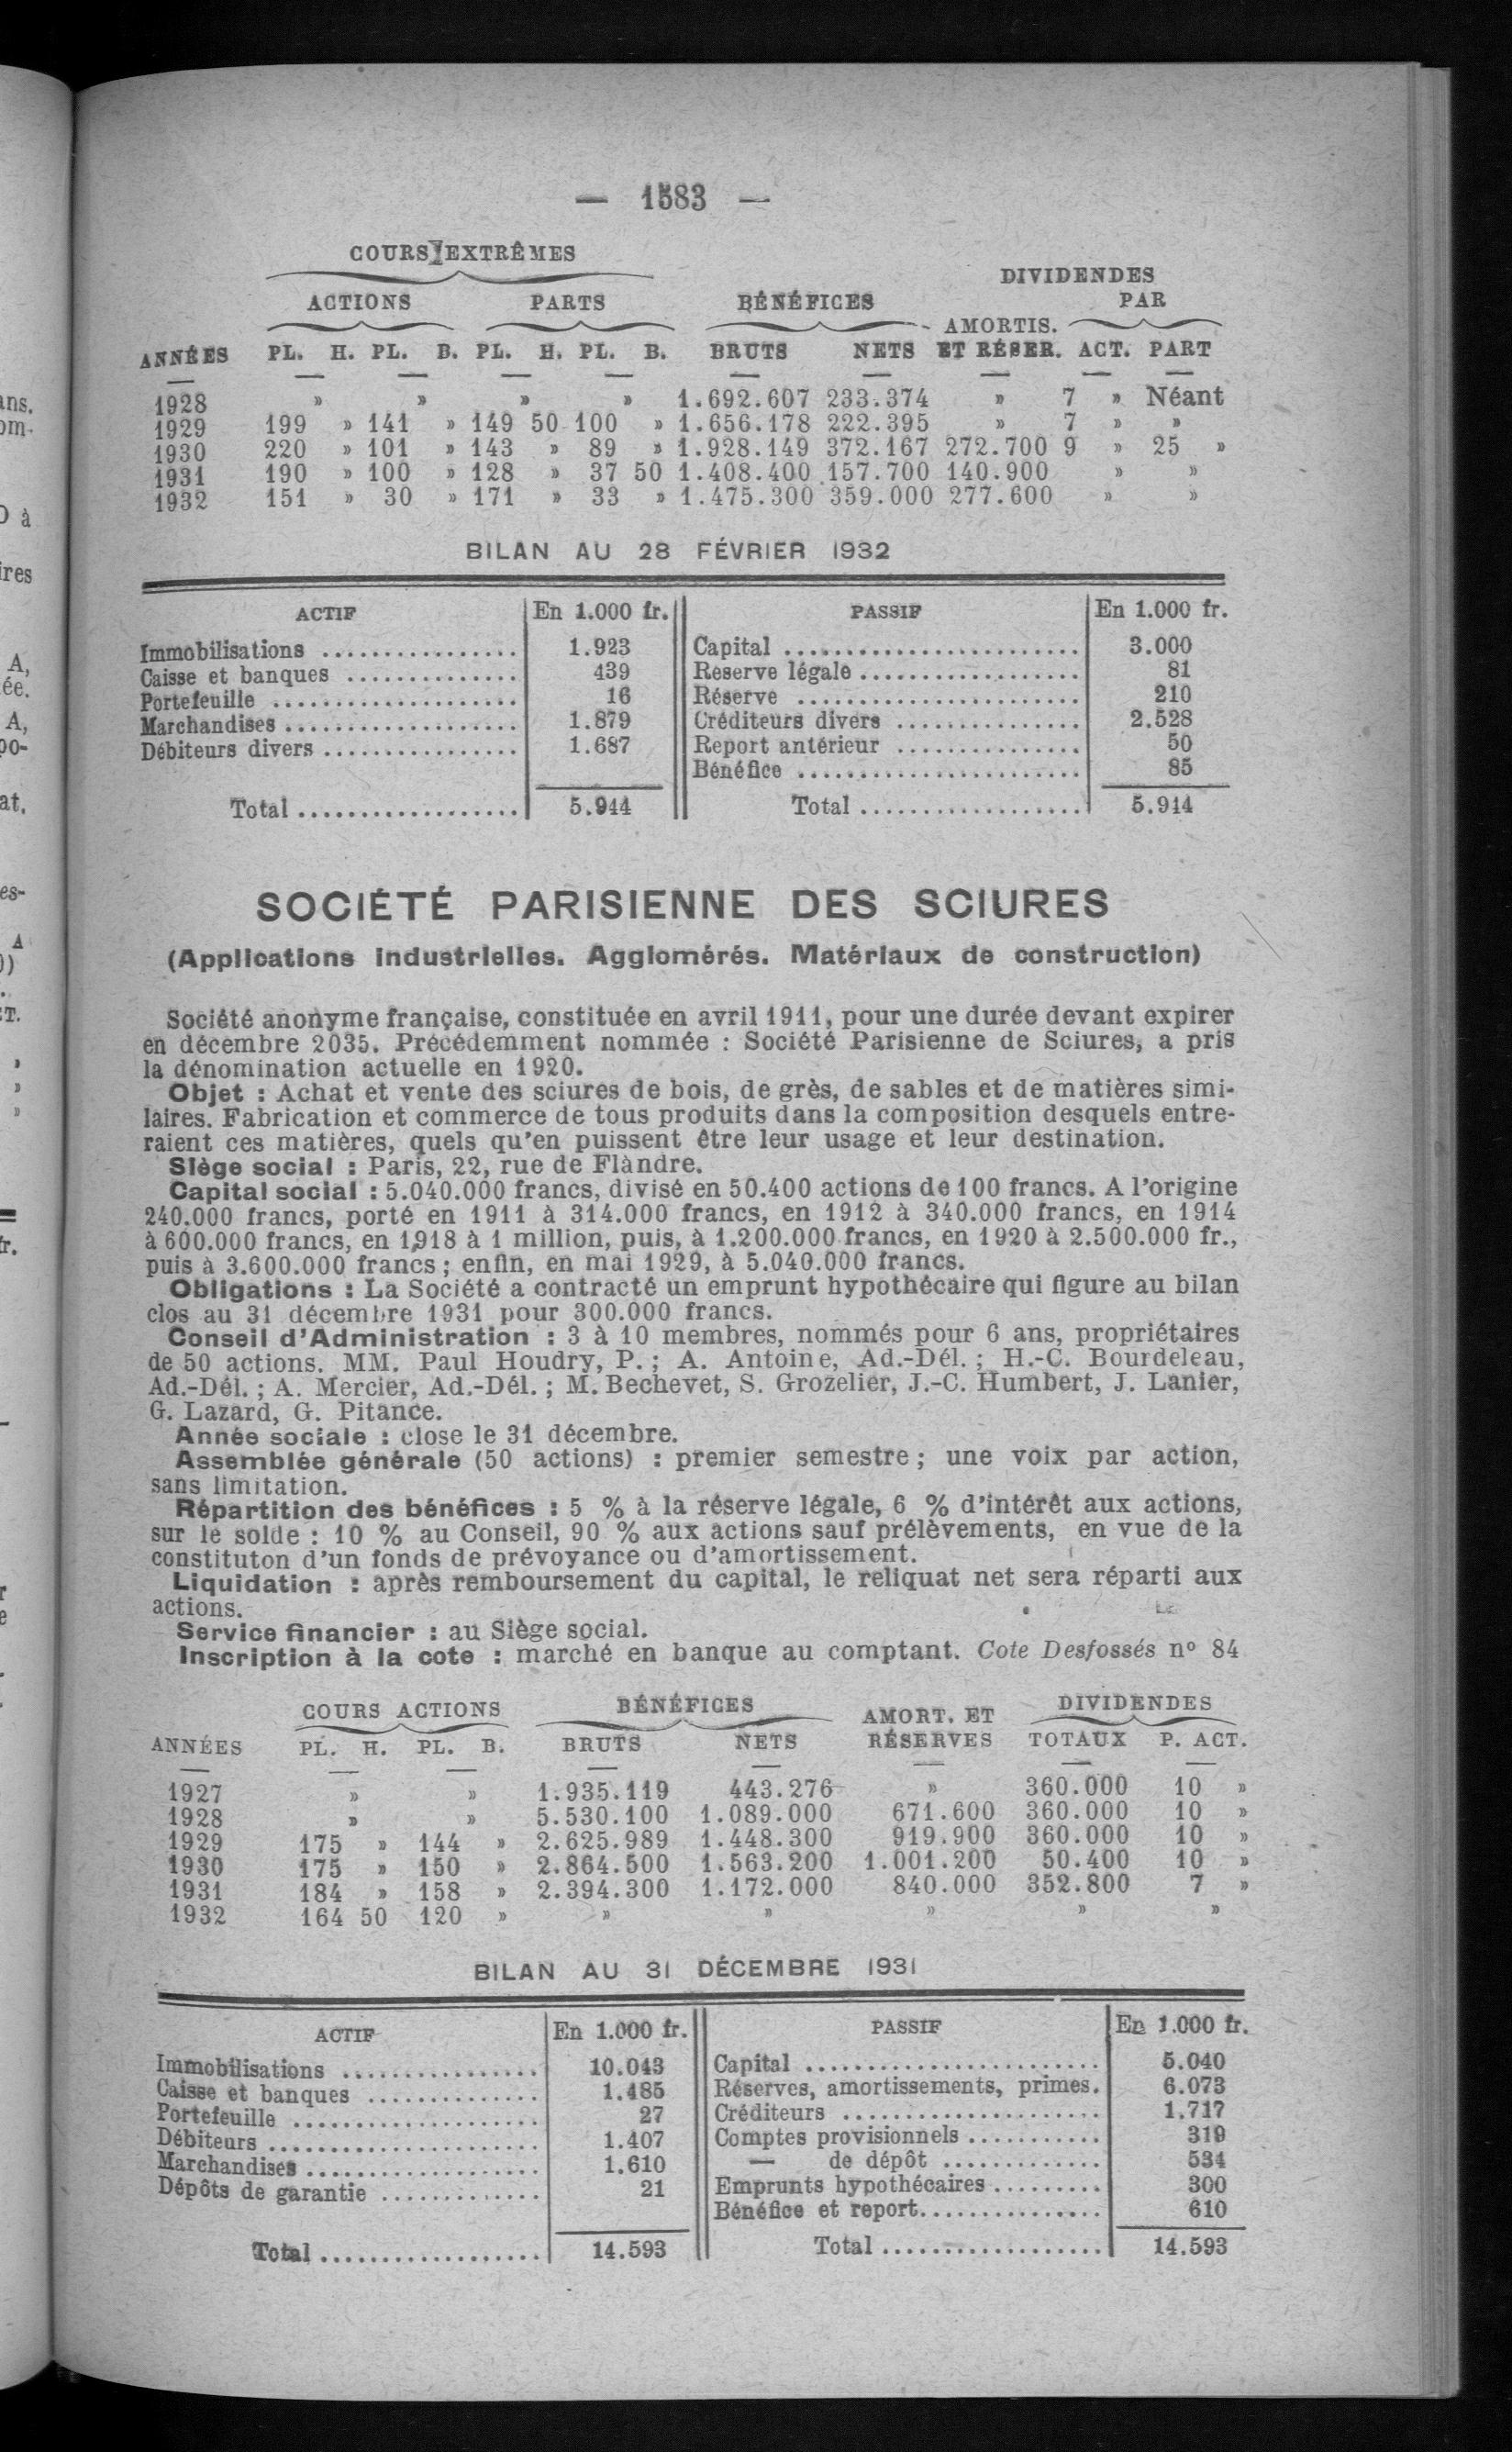 — 1583 —
COURS EXTRÊMES
DIVIDENDES
ACTIONS PARTS BÉNÉFICES PAR
AMORTIS.
ANNÉES PL. H. PL. B. PL. H. PL. B. BRUTS NETS ET RÉSER. ACT. PART
1928 » » » » 1.692.607 233.374 » 7 » Néant
1929 199 » 141 » 149 50 100 » 1.656.178 222.395 » 7 » »
1930 220 » 101 » 143 » 89 » 1.928.149 372.167 272.700 9 » 25 »
1931 190 » 100 » 128 » 37 50 1.408.400 157.700 140.900 » »
1932 151 » 30 » 171 » 33 » 1.475.300 359.000 277.600 » »
BILAN AU 28 FÉVRIER 1932
ACTIF En 1.000 fr. PASSIF En 1.000 fr.
Immobilisations ................ 1.923 Capital ........................ 3.000
Caisse et banques .............. 439 Reserve légale .................. 81
Portefeuille .................... 16 Réserve ....................... 210
Marchandises ................... 1.879 Créditeurs divers ............... 2.528
Débiteurs divers ................ 1.687 Report antérieur ............... 50
Bénéfice ....................... 85
Total .................. 5.944 Total .................. 5.944
SOCIÉTÉ PARISIENNE DES SCIURES
(Applications industrielles. Agglomérés. Matériaux de construction)
Société anonyme française, constituée en avril 1911, pour une durée devant expirer
en décembre 2035. Précédemment nommée : Société Parisienne de Sciures, a pris
la dénomination actuelle en 1920.
Objet : Achat et vente des sciures de bois, de grès, de sables et de matières simi-
laires. Fabrication et commerce de tous produits dans la composition desquels entre-
raient ces matières, quels qu'en puissent être leur usage et leur destination.
Siège social : Paris, 22, rue de Flàndre.
Capital social : 5.040.000 francs, divisé en 50.400 actions de 100 francs. A l'origine
240.000 francs, porté en 1911 à 314.000 francs, en 1912 à 340.000 francs, en 1914
à 600.000 francs, en 1918 à 1 million, puis, à 1.200.000 francs, en 1920 à 2.500.000 fr.,
puis à 3.600.000 francs ; enfin, en mai 1929, à 5.040.000 francs.
Obligations : La Société a contracté un emprunt hypothécaire qui figure au bilan
clos au 31 décembre 1931 pour 300.000 francs.
Conseil d'Administration : 3 à 10 membres, nommés pour 6 ans, propriétaires
de 50 actions. MM. Paul Houdry, P. ; A. Antoine, Ad.-Dél. ; H.-C. Bourdeleau,
Ad.-Dél. ; A. Mercier, Ad.-Dél. ; M. Bechevet, S. Grozelier, J.-C. Humbert, J. Lanier,
G. Lazard, G. Pitance.
Année sociale : close le 31 décembre.
Assemblée générale (50 actions) : premier semestre ; une voix par action,
sans limitation.
Répartition des bénéfices : 5 % à la réserve légale, 6 % d'intérêt aux actions,
sur le solde : 10 % au Conseil, 90 % aux actions sauf prélèvements, en vue de la
constituton d'un fonds de prévoyance ou d'amortissement.
Liquidation : après remboursement du capital, le reliquat net sera réparti aux
actions.
Service financier : au Siège social.
Inscription à la cote : marché en banque au comptant. Cote Desfossés nº 84
COURS ACTIONS BÉNÉFICES AMORT. ET DIVIDENDES
ANNÉES PL. H. PL. B. BRUTS NETS RÉSERVES TOTAUX P. ACT.
1927 » » 1.935.119 443.276 » 360.000 10 »
1928 » » 5.530.100 1.089.000 671.600 360.000 10 »
1929 175 » 144 » 2.625.989 1.448.300 919.900 360.000 10 »
1930 175 » 150 » 2.864.500 1.563.200 1.001.200 50.400 10 »
1931 184 » 158 » 2.394.300 1.172.000 840.000 352.800 7 »
1932 164 50 120 » » » » » »
BILAN AU 31 DÉCEMBRE 1931
ACTIF En 1.000 fr. PASSIF En 1.000 fr.
Immobilisations ................ 10.043 Capital ........................ 5.040
Caisse et banques .............. 1.485 Réserves, amortissements, primes. 6.073
Portefeuille .................... 27 Créditeurs ..................... 1.717
Débiteurs ...................... 1.407 Comptes provisionnels ........... 319
Marchandises ................... 1.610 — de dépôt ............. 534
Dépôts de garantie ............. 21 Emprunts hypothécaires ......... 300
Bénéfice et report............... 610
Total .................. 14.593 Total .................. 14.593